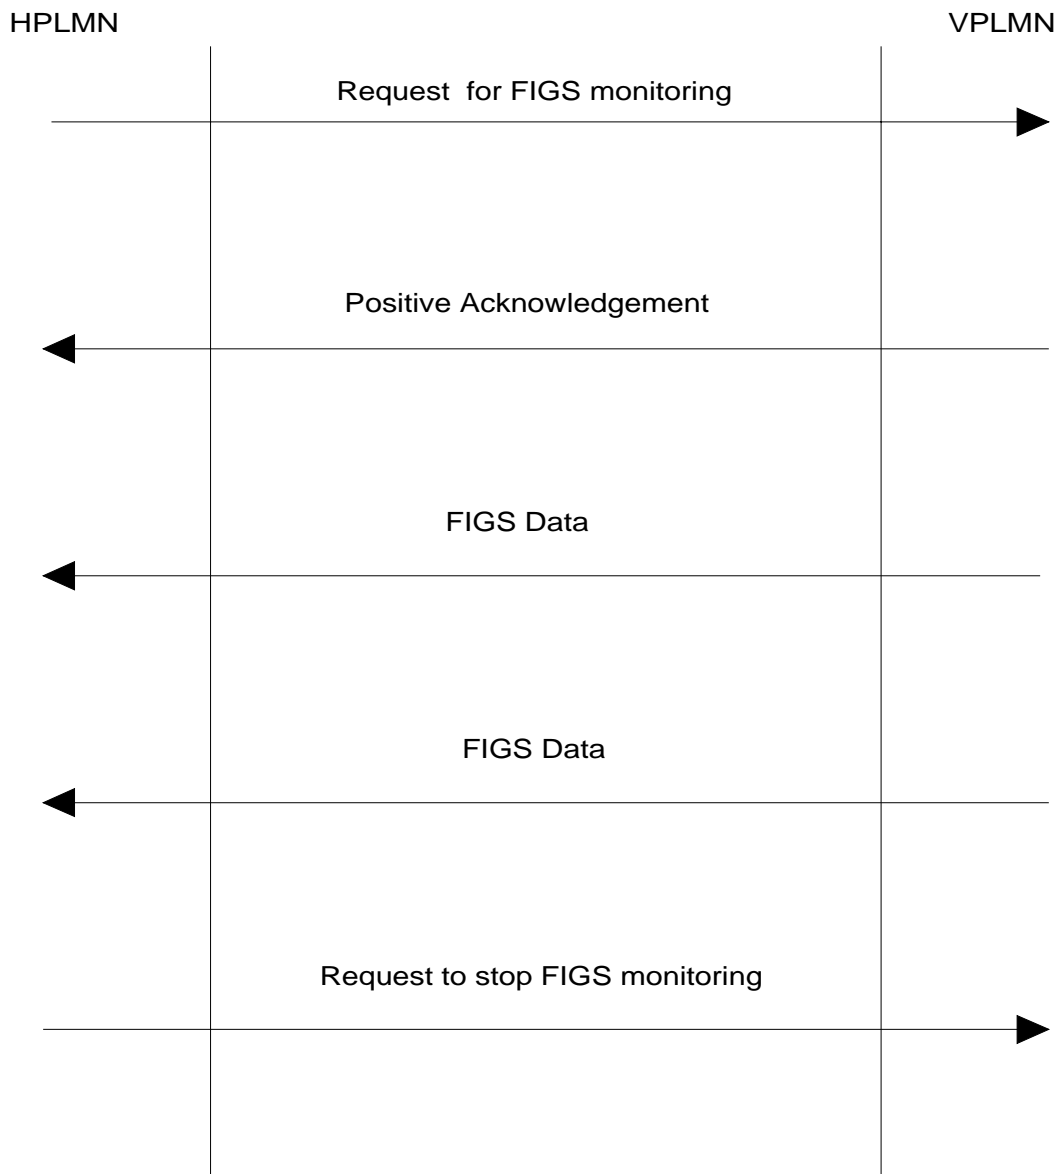 HPLMN VPLMN
Request for FIGS monitoring
Positive Acknowledgement
FIGS Data
FIGS Data
Request to stop FIGS monitoring